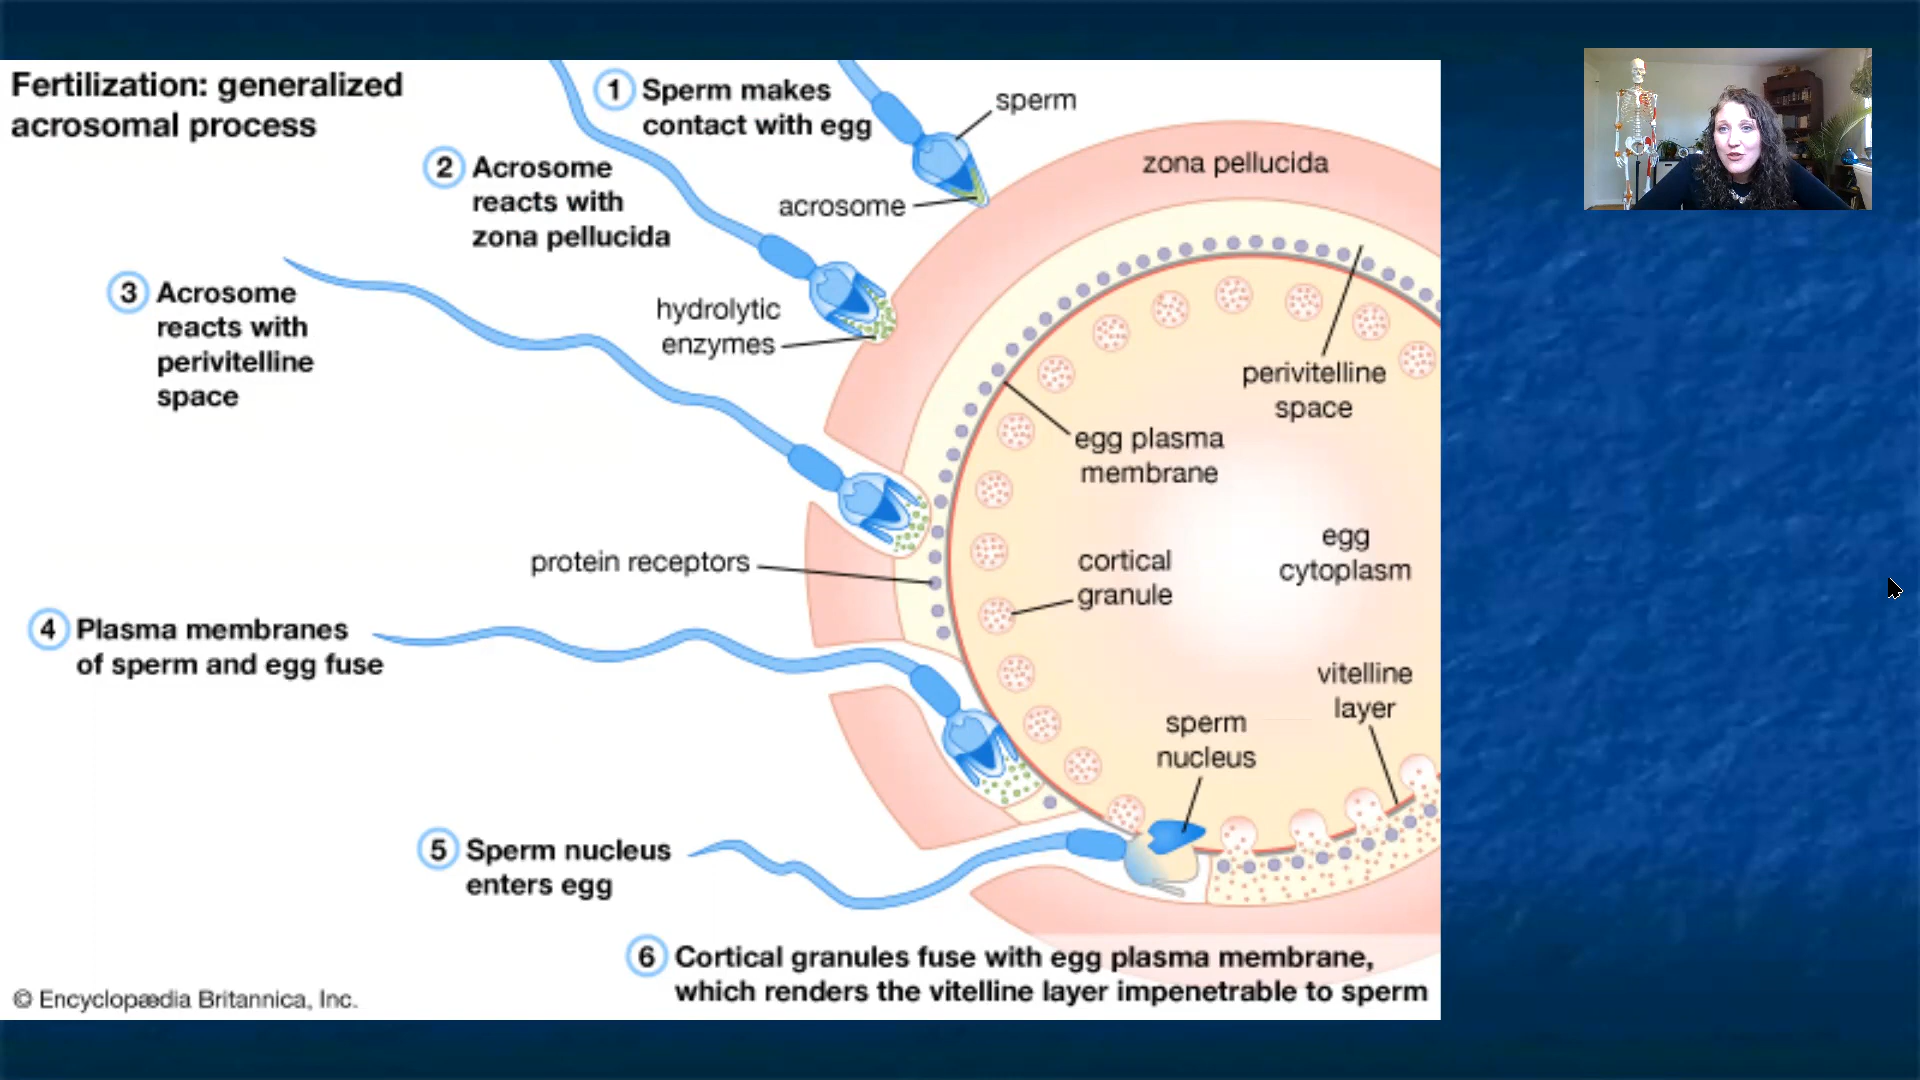 Fertilization: generalized
acrosomal process
1 Sperm makes
contact with egg
sperm
zona pellucida
2 Acrosome
reacts with
zona pellucida
acrosome
3 Acrosome
reacts with
perivitelline
space
hydrolytic
enzymes
perivitelline
space
egg plasma
membrane
egg
cytoplasm
protein receptors
cortical
granule
4 Plasma membranes
of sperm and egg fuse
vitelline
layer
sperm
nucleus
5 Sperm nucleus
enters egg
6 Cortical granules fuse with egg plasma membrane,
which renders the vitelline layer impenetrable to sperm
© Encyclopædia Britannica, Inc.